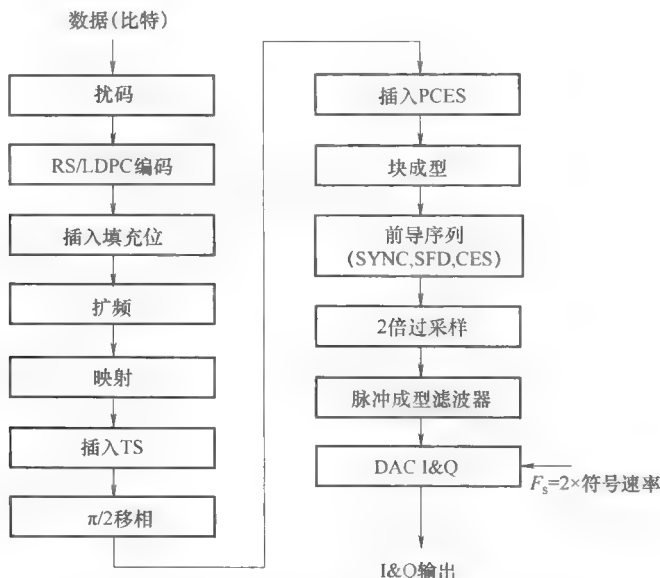 数据(比特)
扰码
RS/LDPC编码
插入填充位
扩频
映射
插入TS
π/2移相
插入PCES
块成型
前导序列
(SYNC,SFD,CES)
2倍过采样
脉冲成型滤波器
DAC I&Q
Fs=2×符号速率
I&Q输出